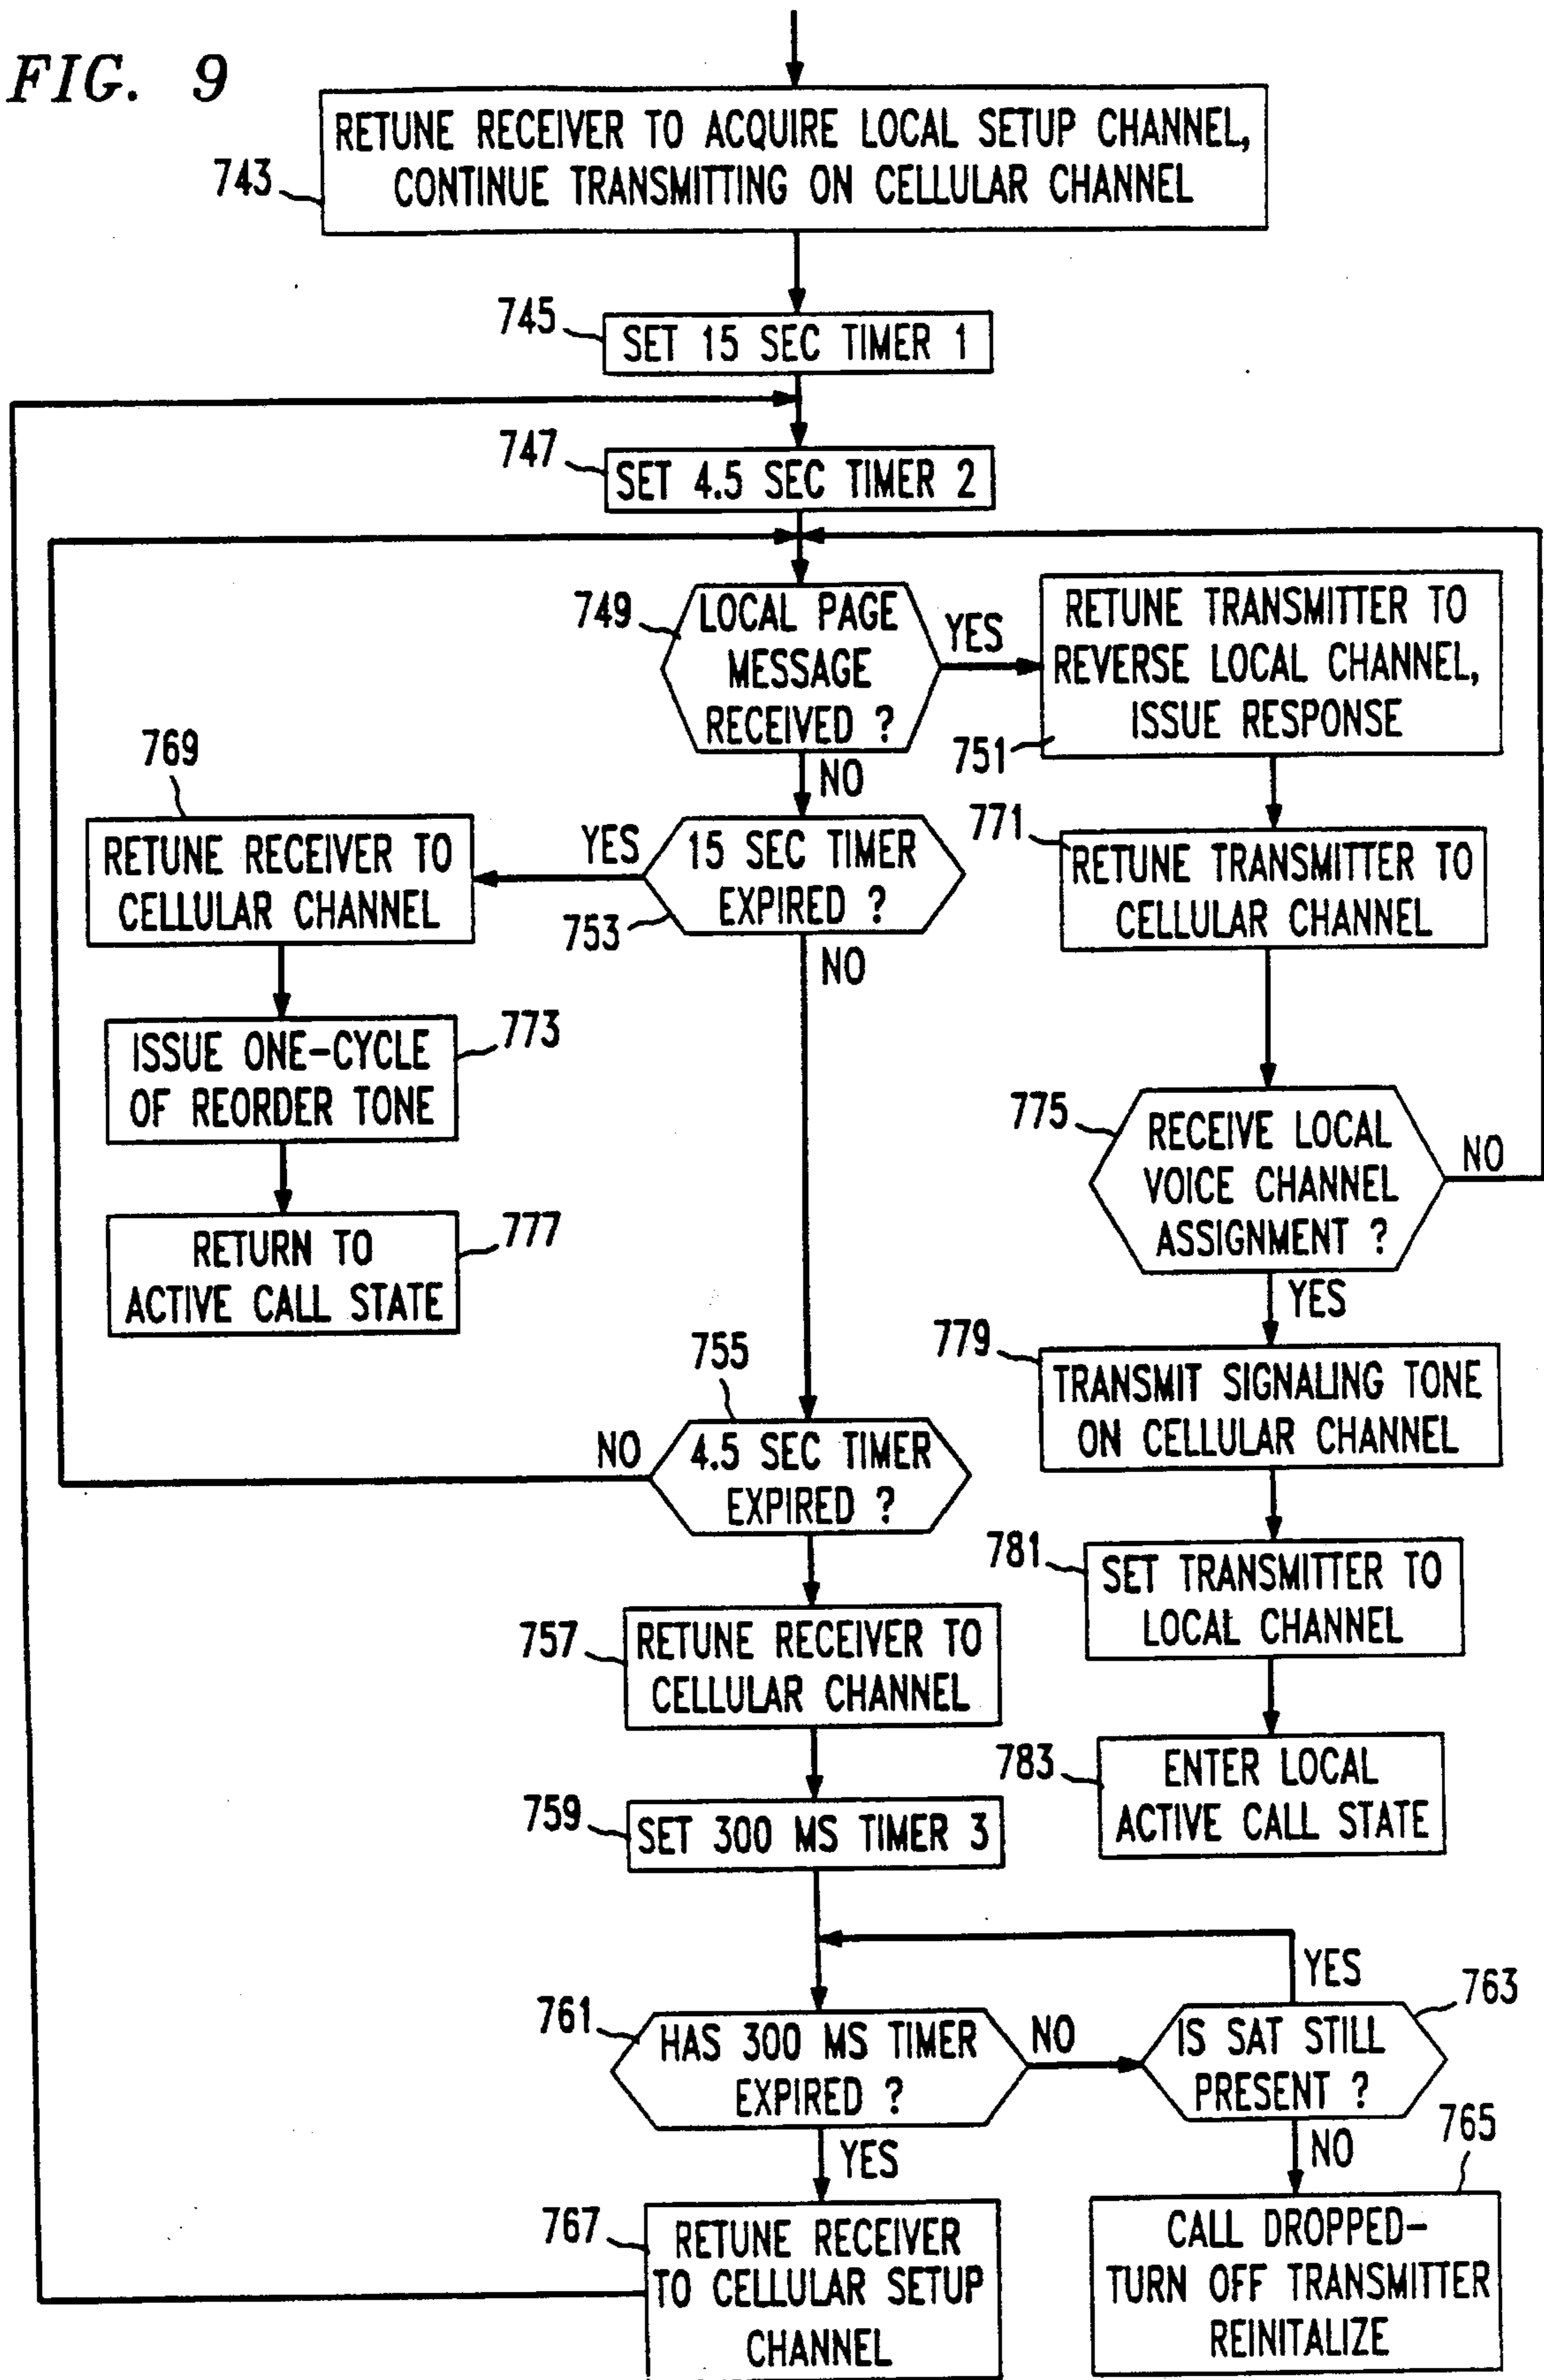 FIG. 9
RETUNE RECEIVER TO ACQUIRE LOCAL SETUP CHANNEL,
CONTINUE TRANSMITTING ON CELLULAR CHANNEL
743
745
SET 15 SEC TIMER 1
747
SET 4.5 SEC TIMER 2
749
LOCAL PAGE
MESSAGE
RECEIVED ?
YES
NO
RETUNE TRANSMITTER TO
REVERSE LOCAL CHANNEL,
ISSUE RESPONSE
751
769
RETUNE RECEIVER TO
CELLULAR CHANNEL
YES
15 SEC TIMER
EXPIRED ?
753
NO
771
RETUNE TRANSMITTER TO
CELLULAR CHANNEL
ISSUE ONE-CYCLE
OF REORDER TONE
773
775
RECEIVE LOCAL
VOICE CHANNEL
ASSIGNMENT ?
NO
YES
RETURN TO
ACTIVE CALL STATE
777
755
NO
4.5 SEC TIMER
EXPIRED ?
779
TRANSMIT SIGNALING TONE
ON CELLULAR CHANNEL
781
SET TRANSMITTER TO
LOCAL CHANNEL
757
RETUNE RECEIVER TO
CELLULAR CHANNEL
783
ENTER LOCAL
ACTIVE CALL STATE
759
SET 300 MS TIMER 3
761
HAS 300 MS TIMER
EXPIRED ?
NO
YES
YES
763
IS SAT STILL
PRESENT ?
NO
765
767
RETUNE RECEIVER
TO CELLULAR SETUP
CHANNEL
CALL DROPPED-
TURN OFF TRANSMITTER
REINITALIZE